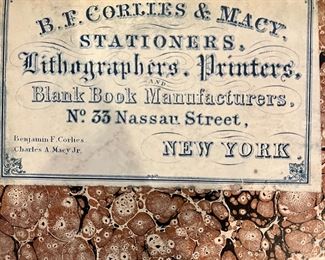 B. F. CORLIES & MACY,
STATIONERS,
Lithographers, Printers,
AND
Blank Book Manufacturers,
No. 33 Nassau Street,
Benjamin F. Corlies.
NEW YORK
Charles A. Macy Jr.